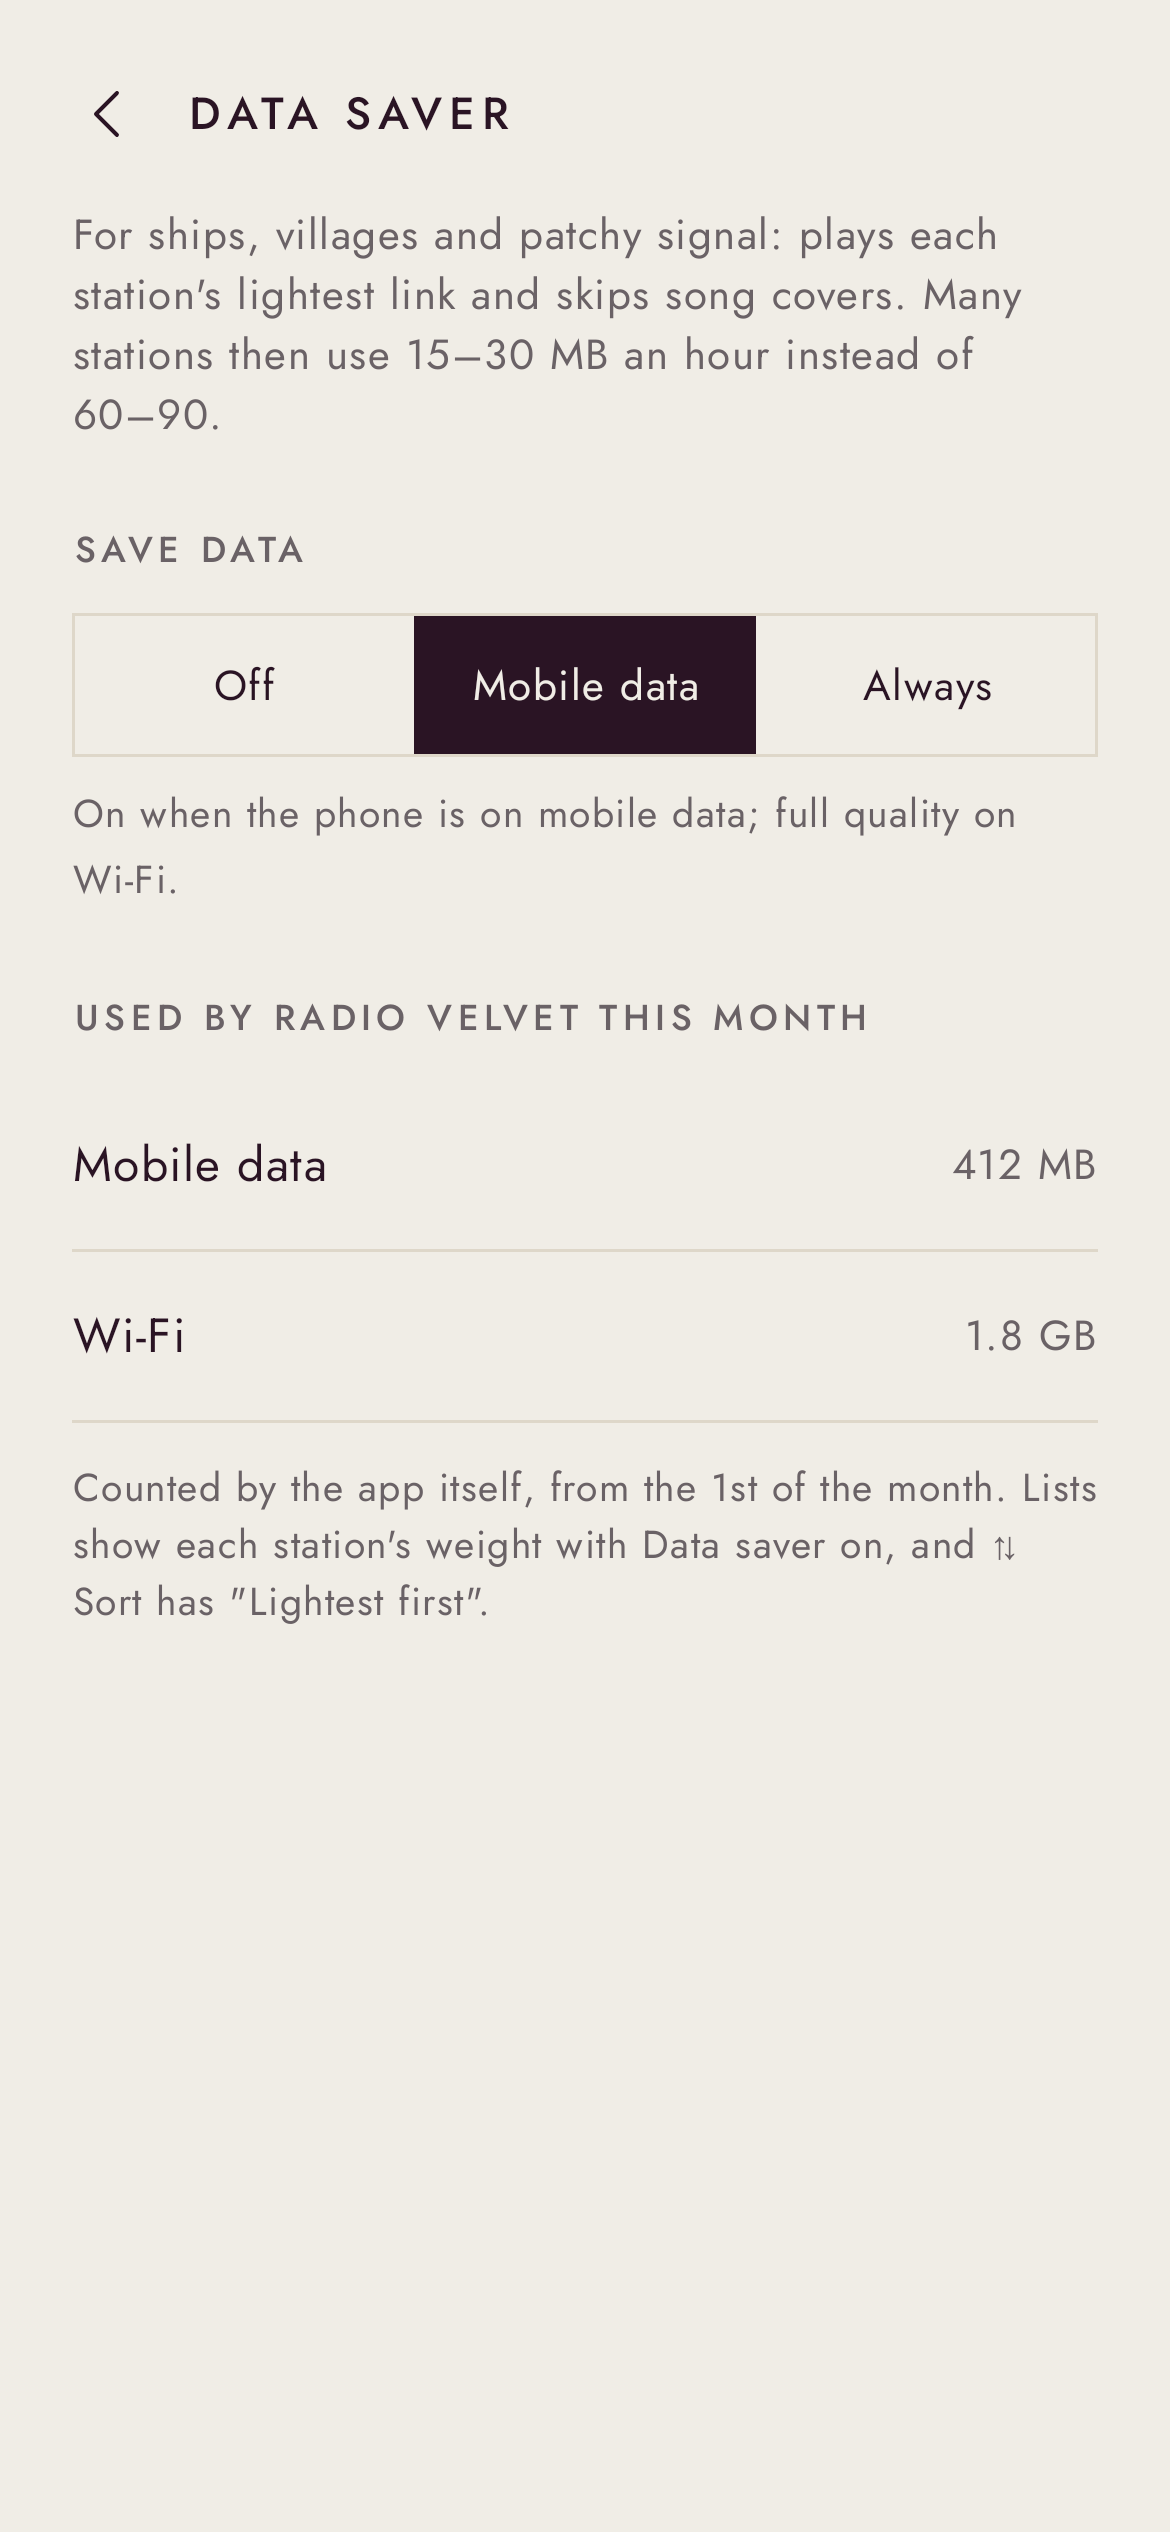 DATA SAVER
For ships, villages and patchy signal: plays each
station's lightest link and skips song covers. Many
stations then use 15–30 MB an hour instead of
60–90.
SAVE DATA
Off
Mobile data
Always
On when the phone is on mobile data; full quality on
Wi-Fi.
USED BY RADIO VELVET THIS MONTH
Mobile data
412 MB
Wi-Fi
1.8 GB
Counted by the app itself, from the 1st of the month. Lists
show each station's weight with Data saver on, and ⇅
Sort has "Lightest first".